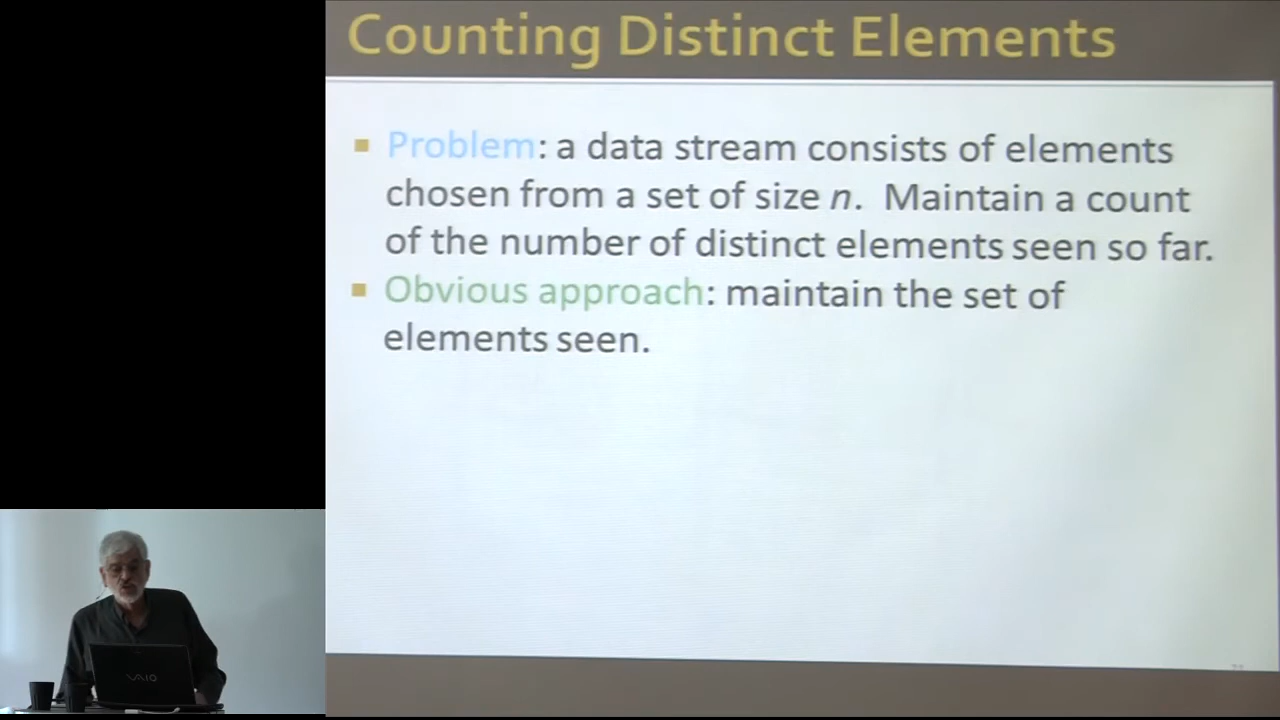 Counting Distinct Elements
Problem: a data stream consists of elements
chosen from a set of size n. Maintain a count
of the number of distinct elements seen so far.
Obvious approach: maintain the set of
elements seen.
VAIO